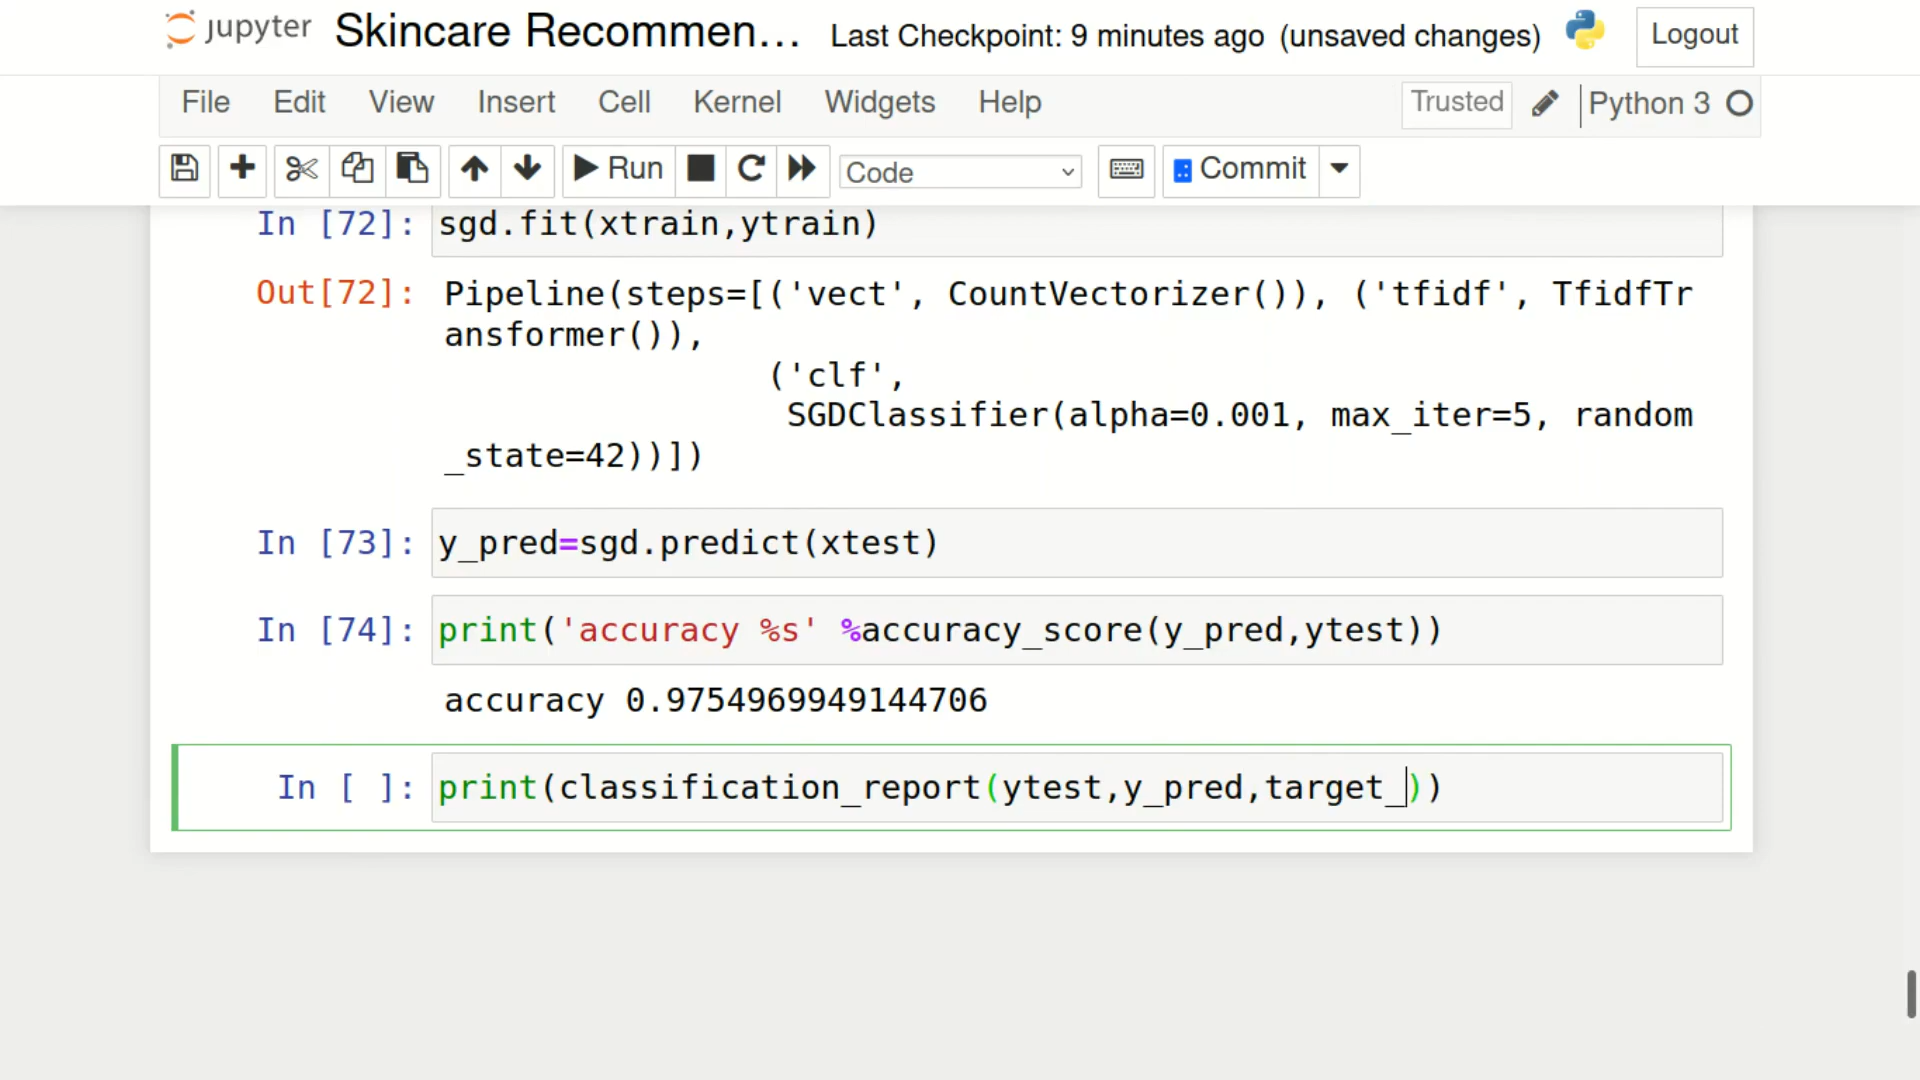 jupyter Skincare Recommen... Last Checkpoint: 9 minutes ago (unsaved changes) Logout
File Edit View Insert Cell Kernel Widgets Help Trusted Python 3
Run Code Commit
In [72]: sgd.fit(xtrain,ytrain)
Out[72]: Pipeline(steps=[('vect', CountVectorizer()), ('tfidf', TfidfTr
ansformer()),
('clf',
SGDClassifier(alpha=0.001, max_iter=5, random
_state=42))])
In [73]: y_pred=sgd.predict(xtest)
In [74]: print('accuracy %s' %accuracy_score(y_pred,ytest))
accuracy 0.9754969949144706
In [ ]: print(classification_report(ytest,y_pred,target_))